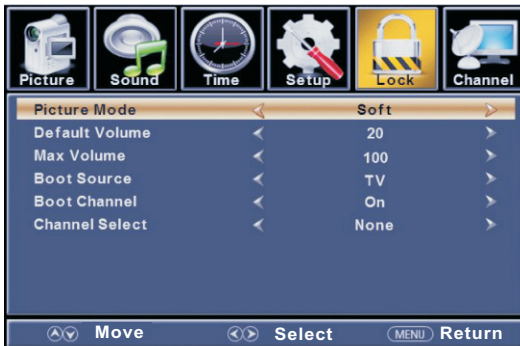 Picture Sound Time Setup Lock Channel
Picture Mode Soft
Default Volume 20
Max Volume 100
Boot Source TV
Boot Channel On
Channel Select None
Move Select MENU Return